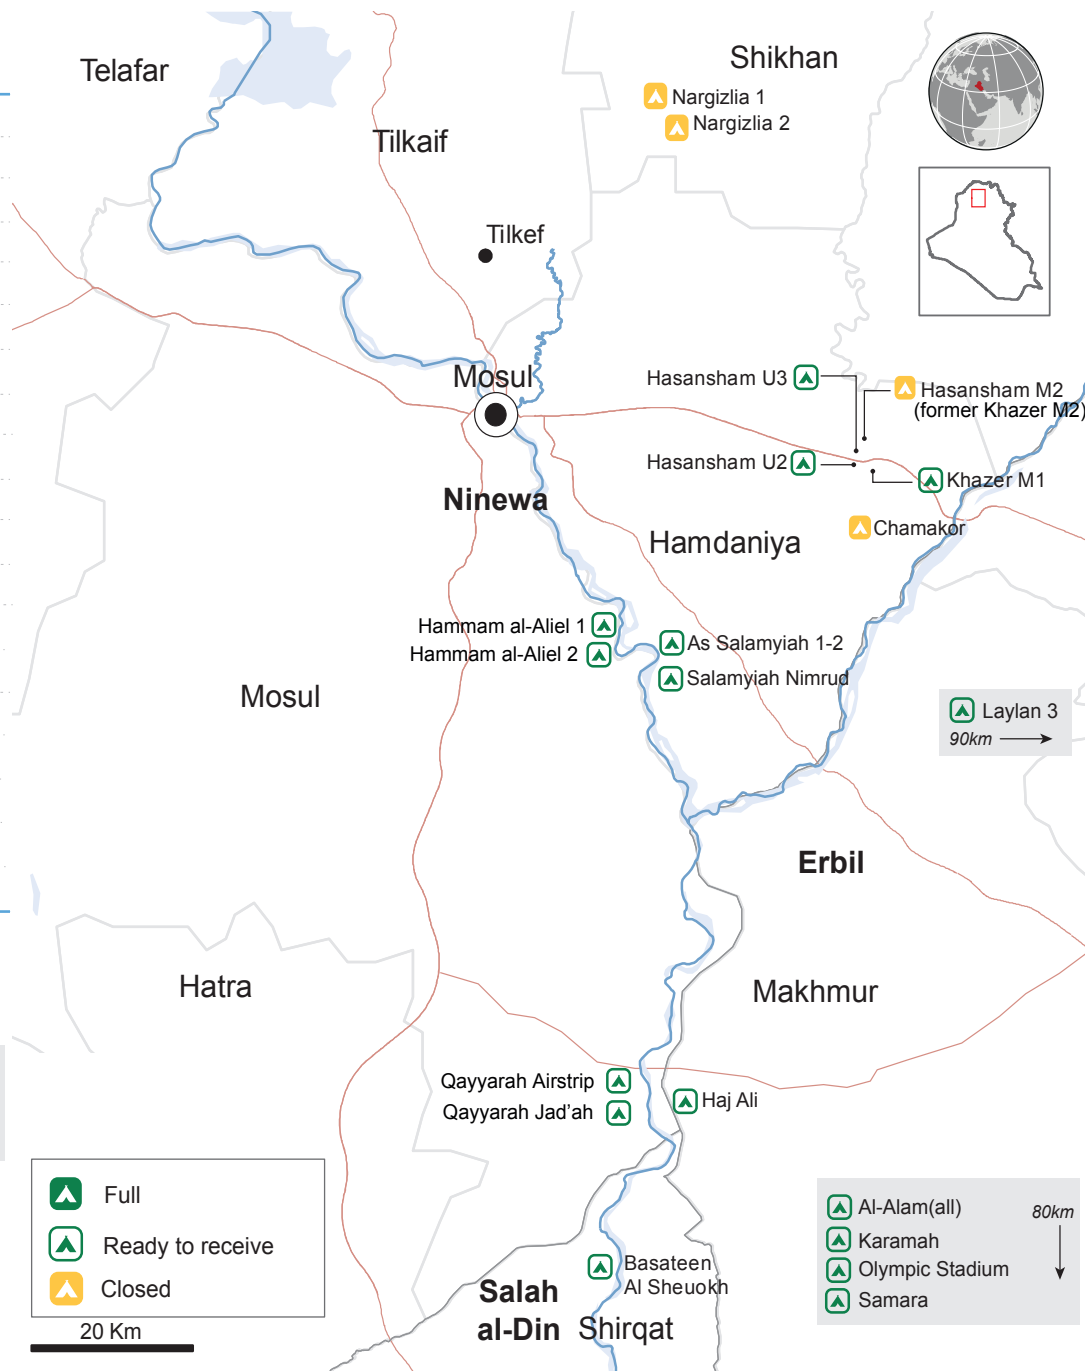 Telafar
Shikhan
Nargizlia 1
Nargizlia 2
Tilkaif
Tilkef
Mosul
Hasansham U3
Hasansham M2
(former Khazer M2)
Hasansham U2
Khazer M1
Ninewa
Chamakor
Hamdaniya
Hammam al-Aliel 1
Hammam al-Aliel 2
As Salamyiah 1-2
Salamyiah Nimrud
Mosul
Laylan 3
90km
Erbil
Hatra
Makhmur
Qayyarah Airstrip
Qayyarah Jad'ah
Haj Ali
Full
Ready to receive
Closed
20 Km
Al-Alam(all)
80km
Karamah
Olympic Stadium
Samara
Basateen
Al Sheuokh
Salah
al-Din
Shirqat